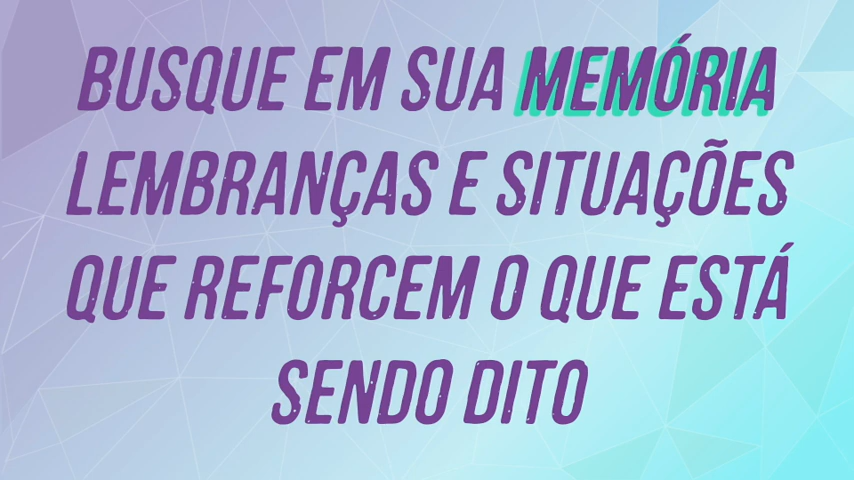 BUSQUE EM SUA MEMÓRIA
LEMBRANÇAS E SITUAÇÕES
QUE REFORCEM O QUE ESTÁ
SENDO DITO